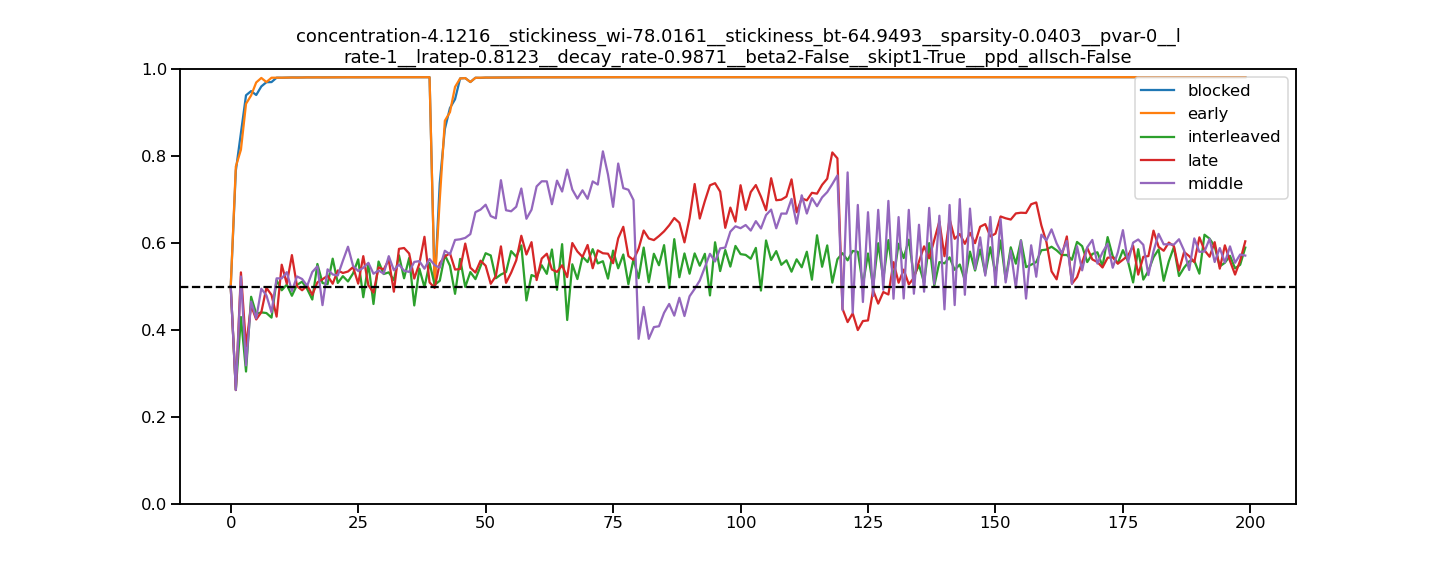 concentration-4.1216__stickiness_wi-78.0161__stickiness_bt-64.9493__sparsity-0.0403__pvar-0__l
rate-1__lratep-0.8123__decay_rate-0.9871__beta2-False__skipt1-True__ppd_allsch-False
1.0
0.8
0.6
0.4
0.2
0.0
0
25
50
75
100
125
150
175
200
blocked
early
interleaved
late
middle